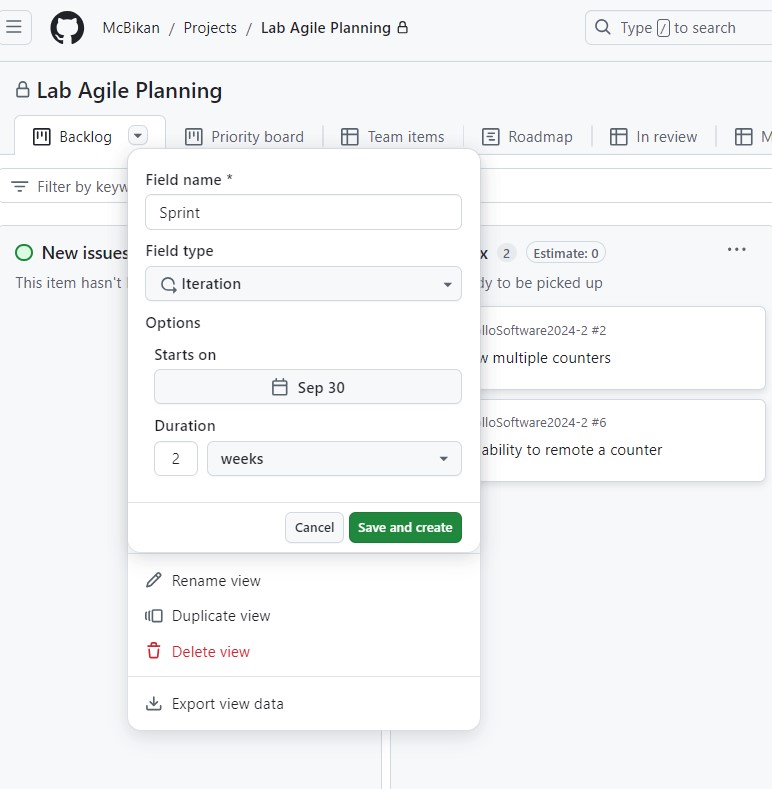 McBikan / Projects / Lab Agile Planning
Type / to search
Lab Agile Planning
Backlog
Priority board
Team items
Roadmap
In review
M
Filter by keyw
Field name *
Sprint
Field type
Iteration
Options
Starts on
Sep 30
Duration
2 weeks
Cancel Save and create
Rename view
Duplicate view
Delete view
Export view data
New issues
This item hasn't
x 2 Estimate: 0
dy to be picked up
lloSoftware2024-2 #2
w multiple counters
lloSoftware2024-2 #6
ability to remote a counter